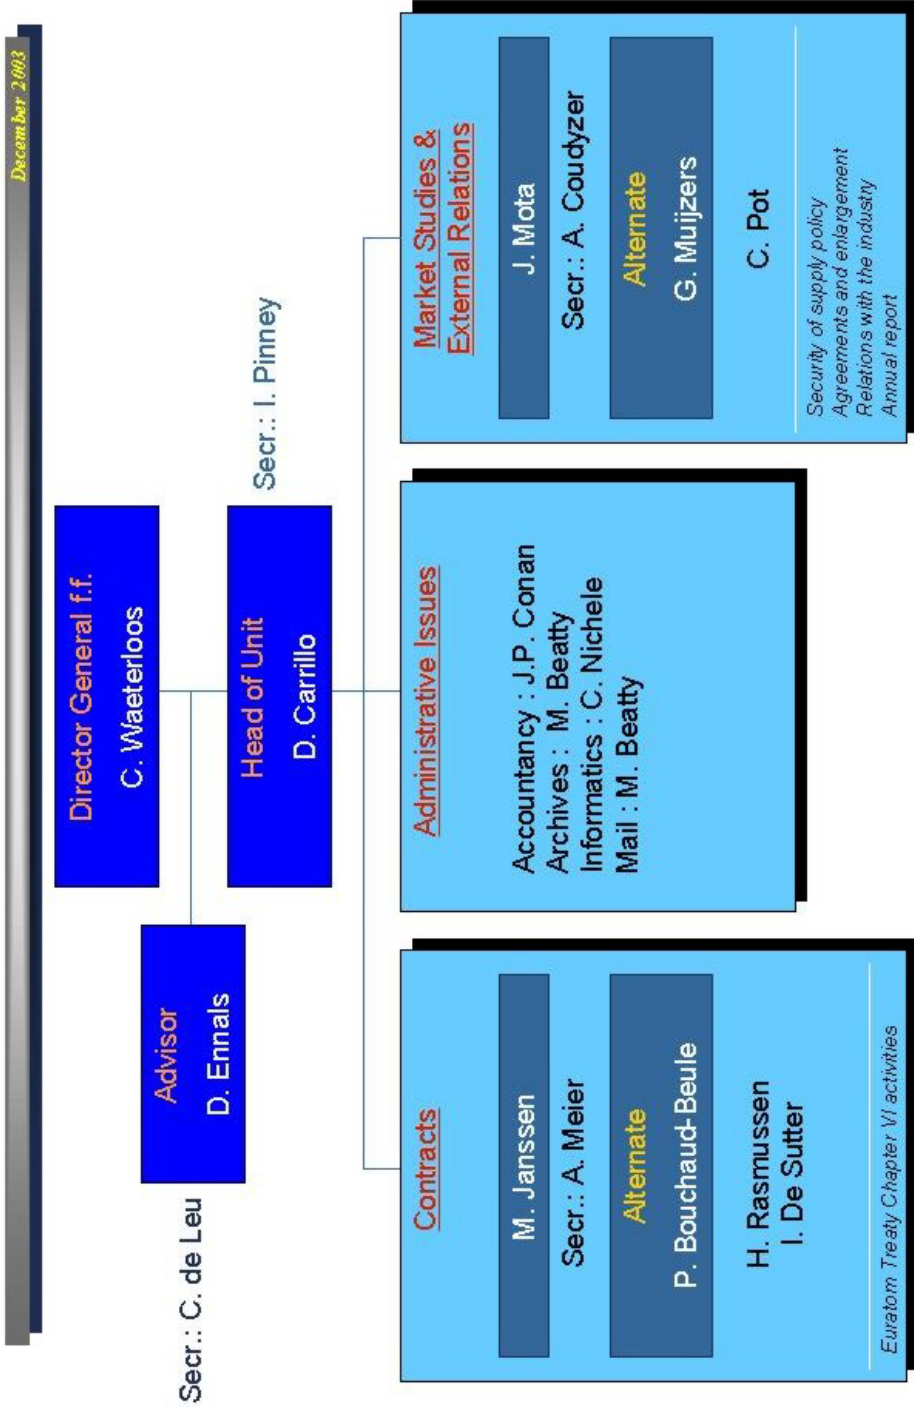 December 2003
Director General f.f.
C. Waeterloos
Advisor
D. Ennals
Secr.: C. de Leu
Head of Unit
D. Carrillo
Secr.: I. Pinney
Contracts
M. Janssen
Secr.: A. Meier
Alternate
P. Bouchaud-Beule
H. Rasmussen
I. De Sutter
Euratom Treaty Chapter VI activities
Administrative Issues
Accountancy : J.P. Conan
Archives : M. Beatty
Informatics : C. Nichele
Mail : M. Beatty
Market Studies &
External Relations
J. Mota
Secr.: A. Coudyzer
Alternate
G. Muijzers
C. Pot
Security of supply policy
Agreements and enlargement
Relations with the industry
Annual report